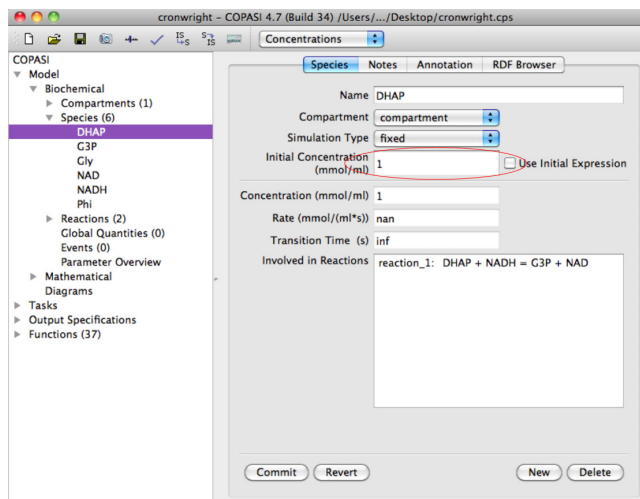 cronwright – COPASI 4.7 (Build 34) /Users/.../Desktop/cronwright.cps
Concentrations
COPASI
Model
Biochemical
Compartments (1)
Species (6)
DHAP
G3P
Gly
NAD
NADH
Phi
Reactions (2)
Global Quantities (0)
Events (0)
Parameter Overview
Mathematical
Diagrams
Tasks
Output Specifications
Functions (37)
Species Notes Annotation RDF Browser
Name DHAP
Compartment compartment
Simulation Type fixed
Initial Concentration
(mmol/ml) 1 Use Initial Expression
Concentration (mmol/ml) 1
Rate (mmol/(ml*s)) nan
Transition Time (s) inf
Involved in Reactions reaction_1: DHAP + NADH = G3P + NAD
Commit Revert New Delete